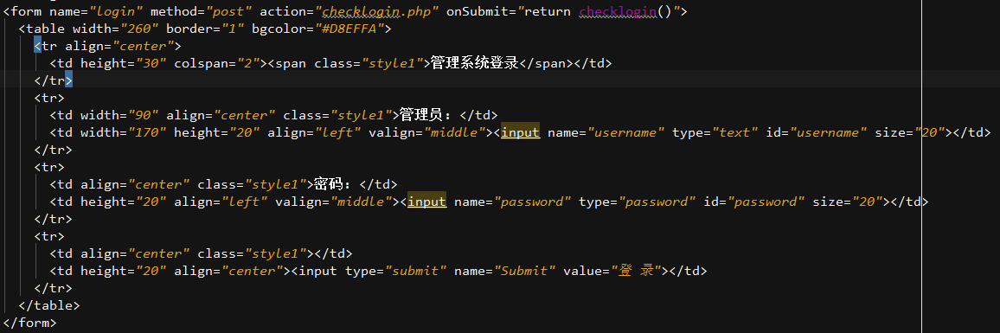 <form name="login" method="post" action="checklogin.php" onSubmit="return checklogin()">
<table width="260" border="1" bgcolor="#D8EFFA">
<tr align="center">
<td height="30" colspan="2"><span class="style1">管理系统登录</span></td>
</tr>
<tr>
<td width="90" align="center" class="style1">管理员：</td>
<td width="170" height="20" align="left" valign="middle"><input name="username" type="text" id="username" size="20"></td>
</tr>
<tr>
<td align="center" class="style1">密码：</td>
<td height="20" align="left" valign="middle"><input name="password" type="password" id="password" size="20"></td>
</tr>
<tr>
<td align="center" class="style1"></td>
<td height="20" align="center"><input type="submit" name="Submit" value="登 录"></td>
</tr>
</table>
</form>